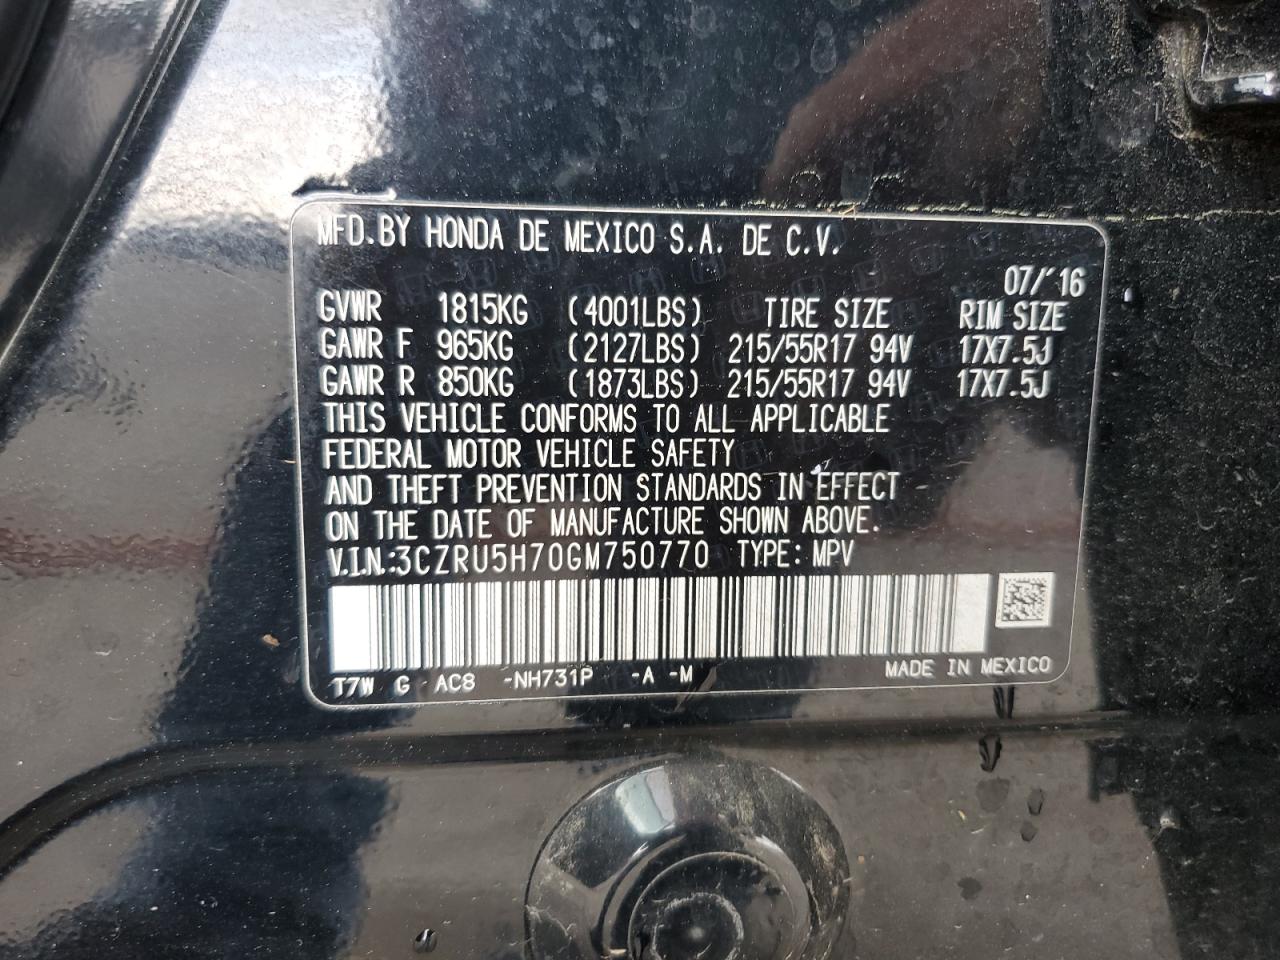 MFD.BY HONDA DE MEXICO S.A. DE C.V.
07/'16
GVWR 1815KG (4001LBS) TIRE SIZE RIM SIZE
GAWR F 965KG (2127LBS) 215/55R17 94V 17X7.5J
GAWR R 850KG (1873LBS) 215/55R17 94V 17X7.5J
THIS VEHICLE CONFORMS TO ALL APPLICABLE
FEDERAL MOTOR VEHICLE SAFETY
AND THEFT PREVENTION STANDARDS IN EFFECT
ON THE DATE OF MANUFACTURE SHOWN ABOVE.
V.I.N.:3CZRU5H70GM750770 TYPE: MPV
T7W G AC8 -NH731P -A -M MADE IN MEXICO